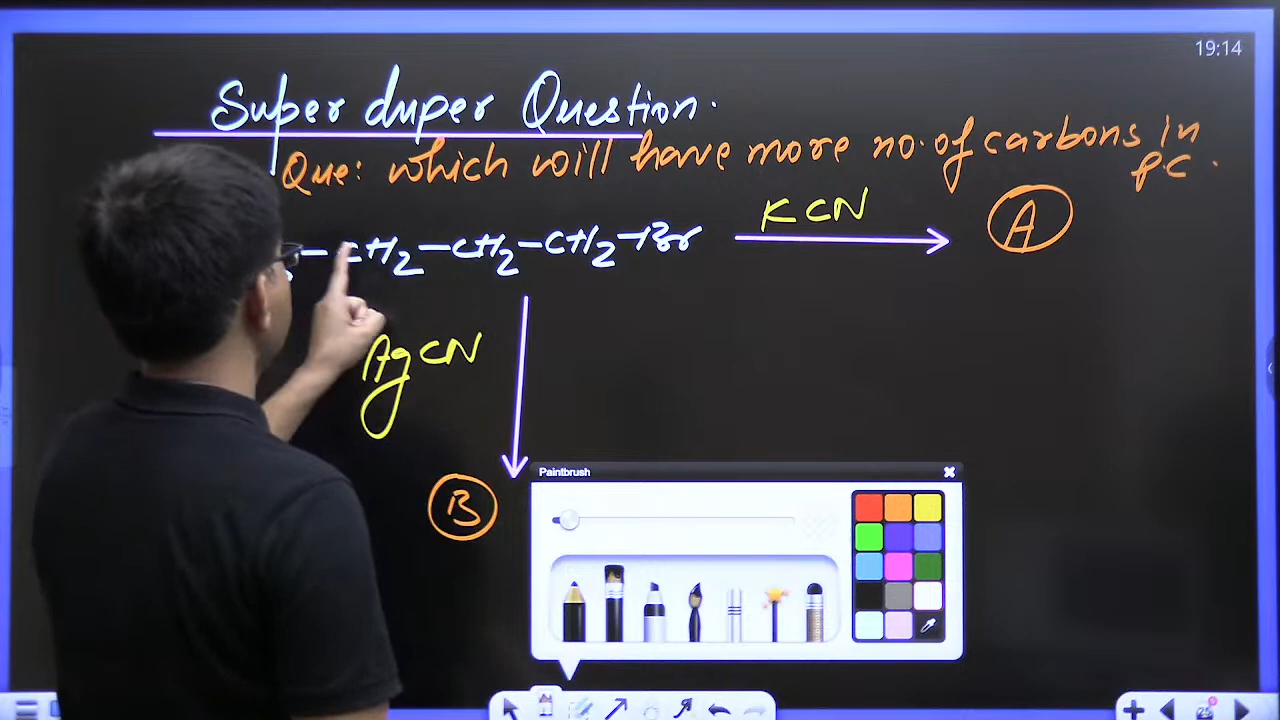 19:14
Super duper Question.
Que: which will have more no. of carbons in
P.C.
KCN
A
-CH2-CH2-CH2-Br
AgCN
B
Paintbrush